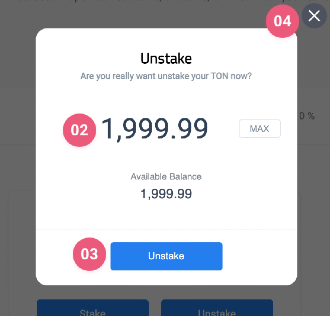 04
Unstake
Are you really want unstake your TON now?
02 1,999.99 MAX
0 %
Available Balance
1,999.99
03 Unstake
Stake Unstake